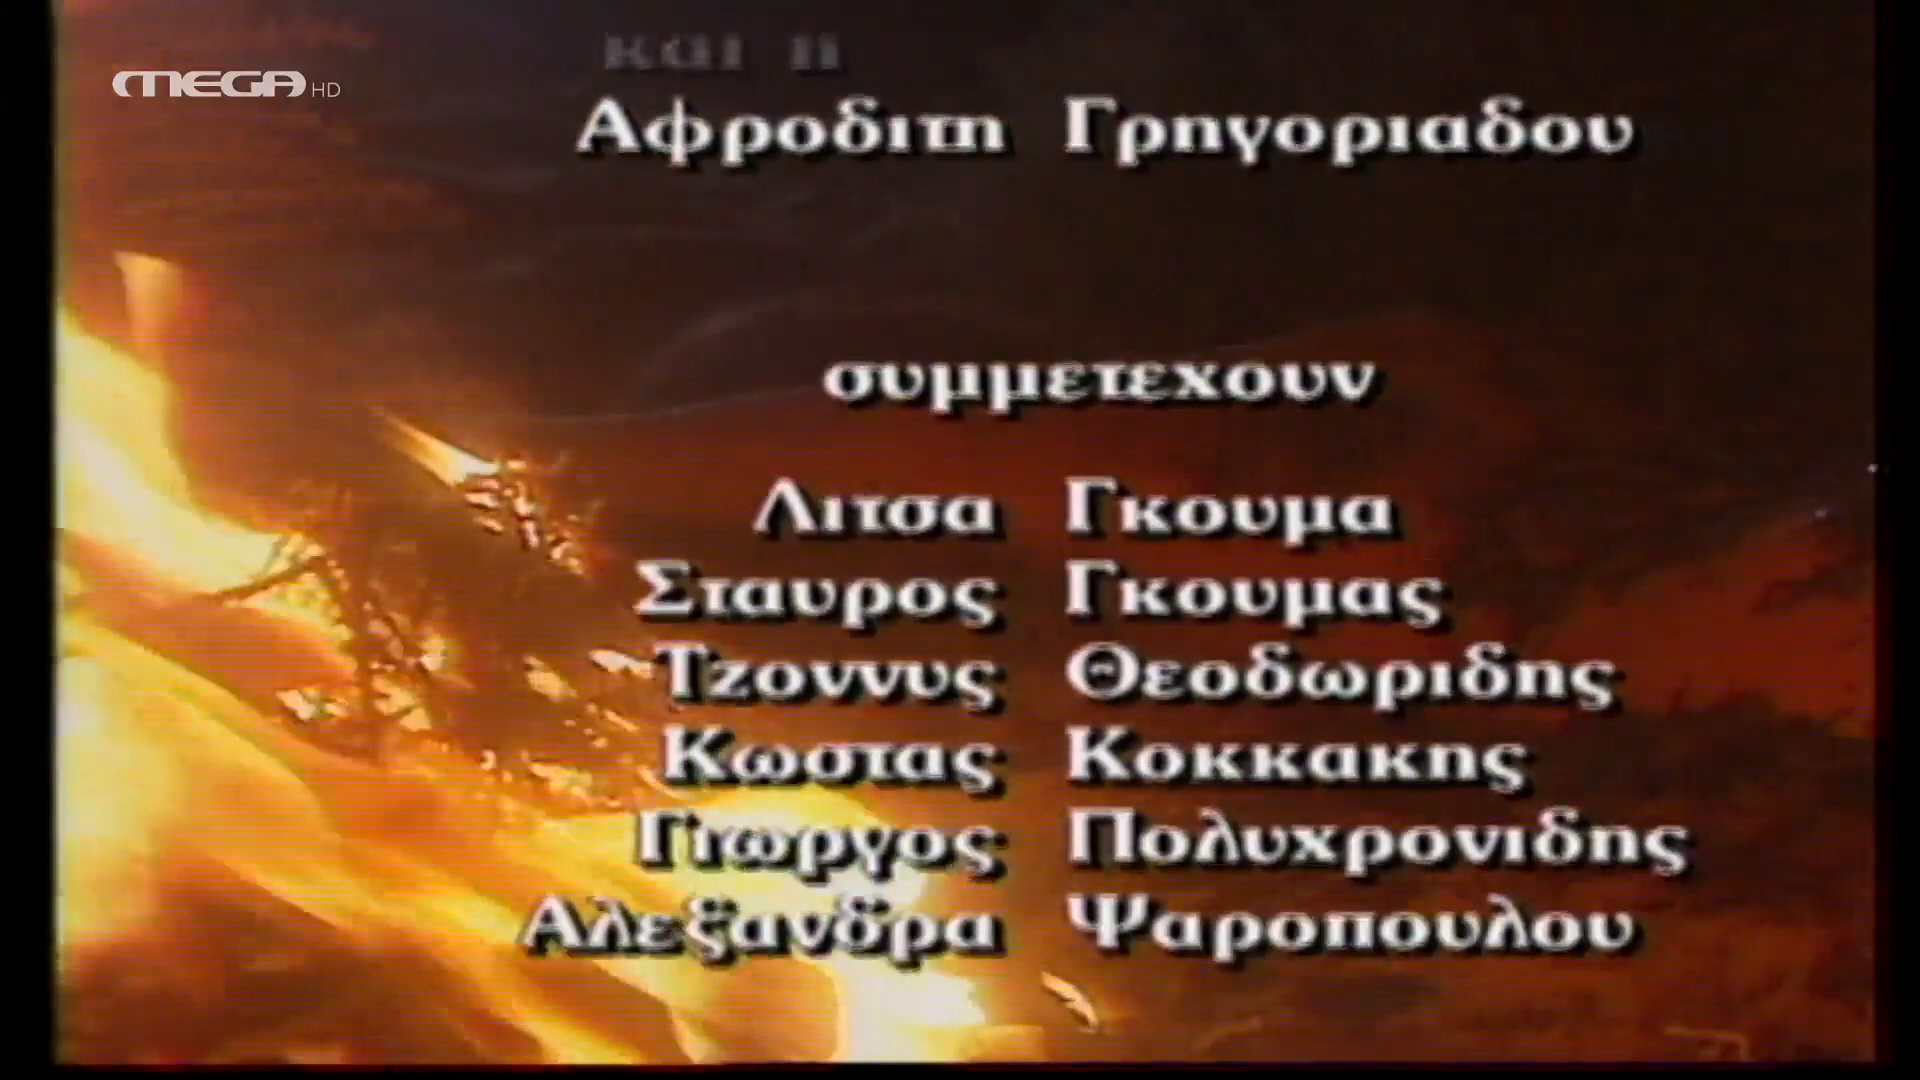 και η
MEGA HD
Αφροδιτη Γρηγοριαδου
συμμετεχουν
Λιτσα Γκουμα
Σταυρος Γκουμας
Τζοννυς Θεοδωριδης
Κωστας Κοκκακης
Γιωργος Πολυχρονιδης
Αλεξανδρα Ψαροπουλου